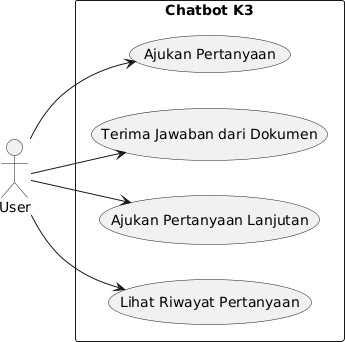 Chatbot K3
Ajukan Pertanyaan
Terima Jawaban dari Dokumen
User
Ajukan Pertanyaan Lanjutan
Lihat Riwayat Pertanyaan